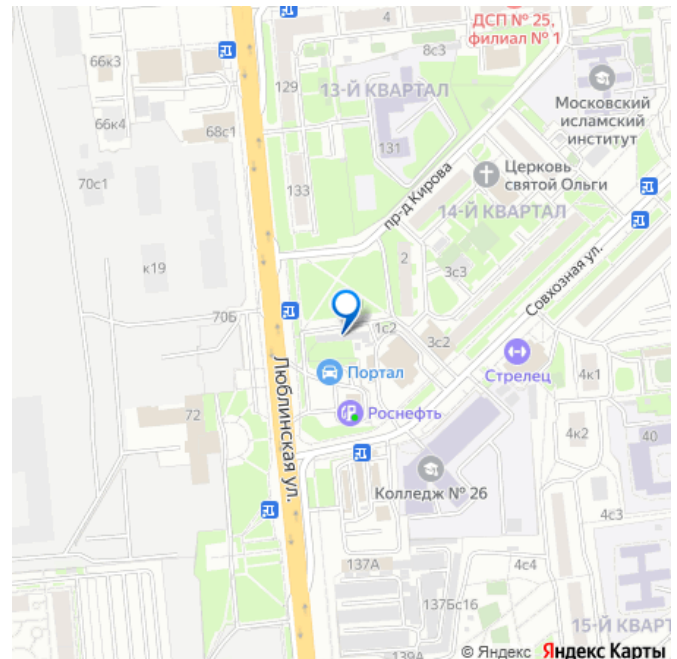 4
ДСП № 25,
филиал № 1
8с3
66к3
129
13-Й КВАРТАЛ
Московский
исламский
институт
66к4
68с1
131
пр-д Кирова
Церковь
святой Ольги
70с1
133
14-Й КВАРТАЛ
2
3с3
Совхозная ул.
к19
70Б
1с2
3с2
Люблинская ул.
Портал
Стрелец
4к1
72
Роснефть
4к2
40
Колледж № 26
4с3
137А
4с4
137Бс16
15-Й КВАРТ
139А
© Яндекс Яндекс Карты